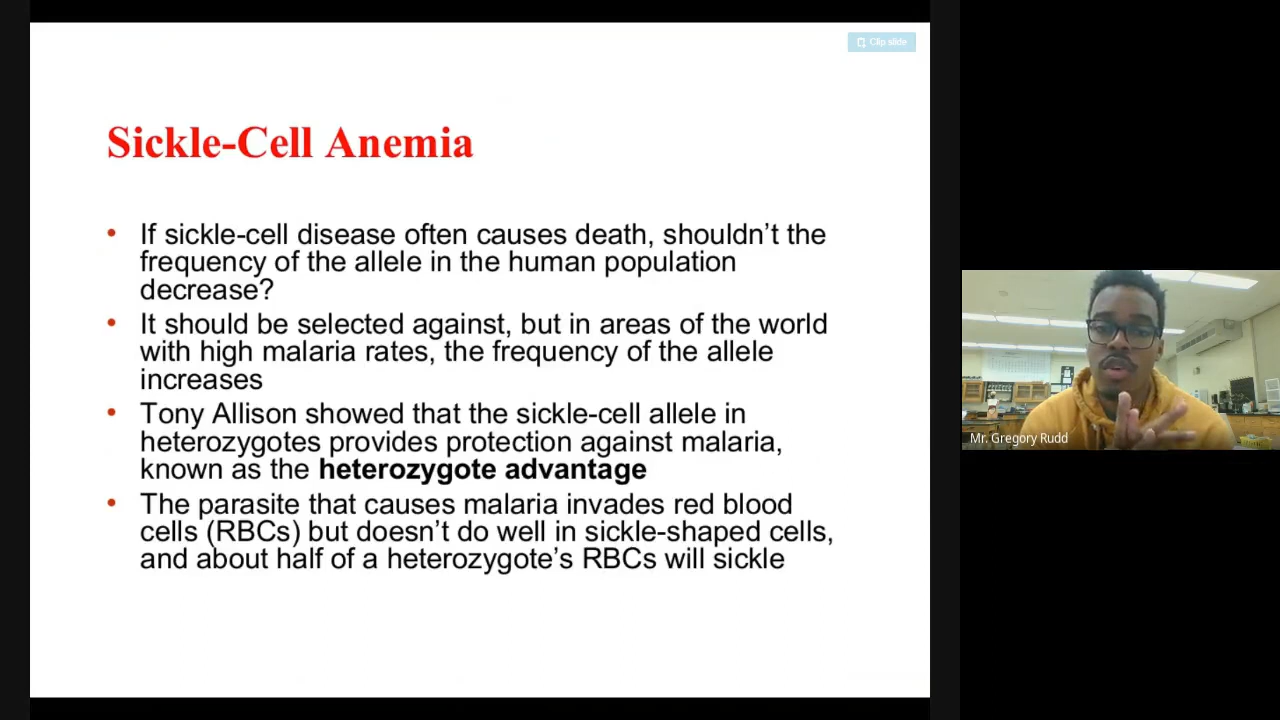 Clip slide
Sickle-Cell Anemia
• If sickle-cell disease often causes death, shouldn’t the
frequency of the allele in the human population
decrease?
• It should be selected against, but in areas of the world
with high malaria rates, the frequency of the allele
increases
• Tony Allison showed that the sickle-cell allele in
heterozygotes provides protection against malaria,
known as the heterozygote advantage
• The parasite that causes malaria invades red blood
cells (RBCs) but doesn’t do well in sickle-shaped cells,
and about half of a heterozygote’s RBCs will sickle
Mr. Gregory Rudd